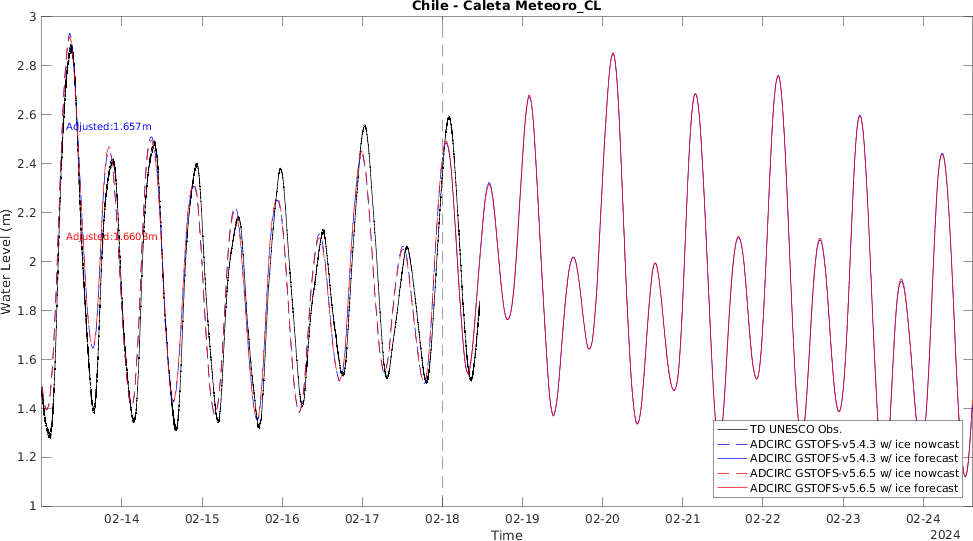 Chile - Caleta Meteoro_CL
3
2.8
2.6
2.4
2.2
2
1.8
1.6
1.4
1.2
1
Water Level (m)
Adjusted:1.657m
Adjusted:1.6603m
02-14
02-15
02-16
02-17
02-18
02-19
02-20
02-21
02-22
02-23
02-24
2024
Time
TD UNESCO Obs.
ADCIRC GSTOFS-v5.4.3 w/ ice nowcast
ADCIRC GSTOFS-v5.4.3 w/ ice forecast
ADCIRC GSTOFS-v5.6.5 w/ ice nowcast
ADCIRC GSTOFS-v5.6.5 w/ ice forecast